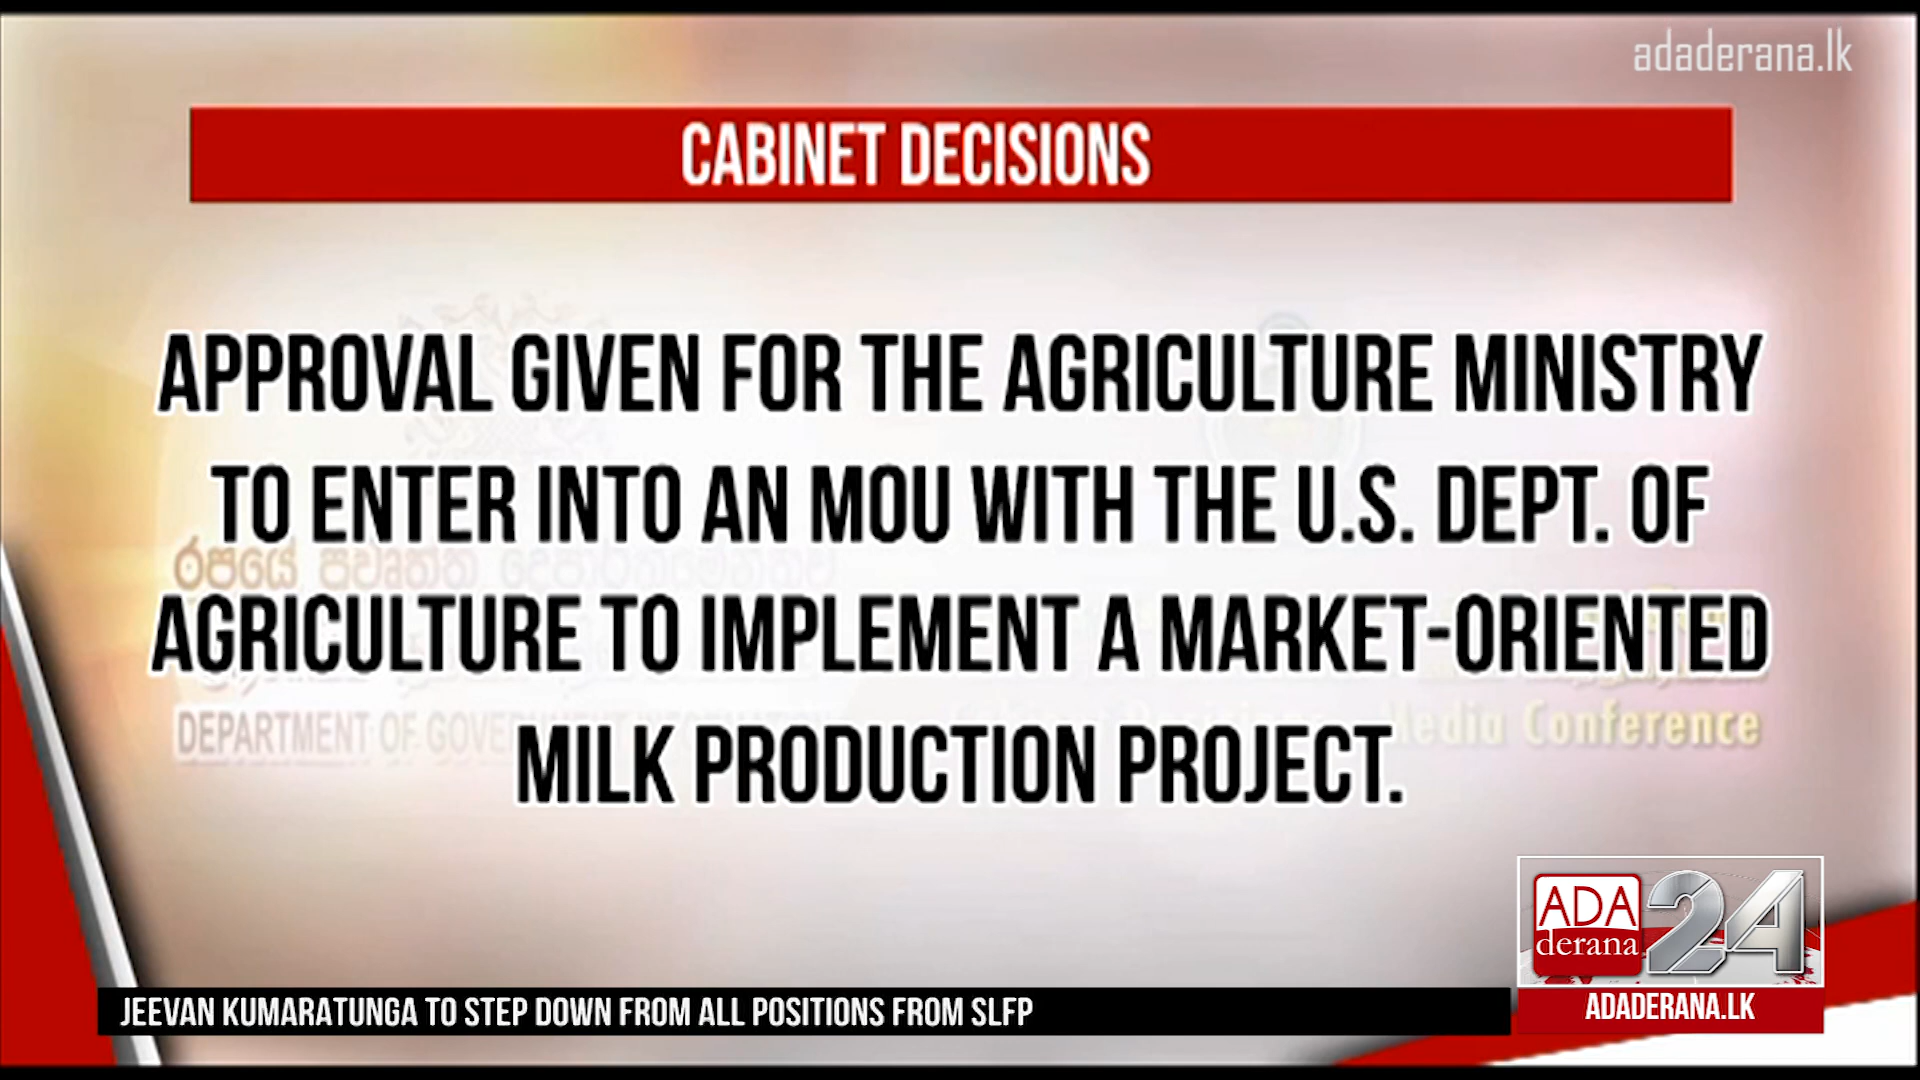 adaderana.lk
CABINET DECISIONS
APPROVAL GIVEN FOR THE AGRICULTURE MINISTRY
TO ENTER INTO AN MOU WITH THE U.S. DEPT. OF
AGRICULTURE TO IMPLEMENT A MARKET-ORIENTED
MILK PRODUCTION PROJECT.
DEPARTMENT OF GOVERNMENT
Media Conference
ADA
derana
24
ADADERANA.LK
JEEVAN KUMARATUNGA TO STEP DOWN FROM ALL POSITIONS FROM SLFP